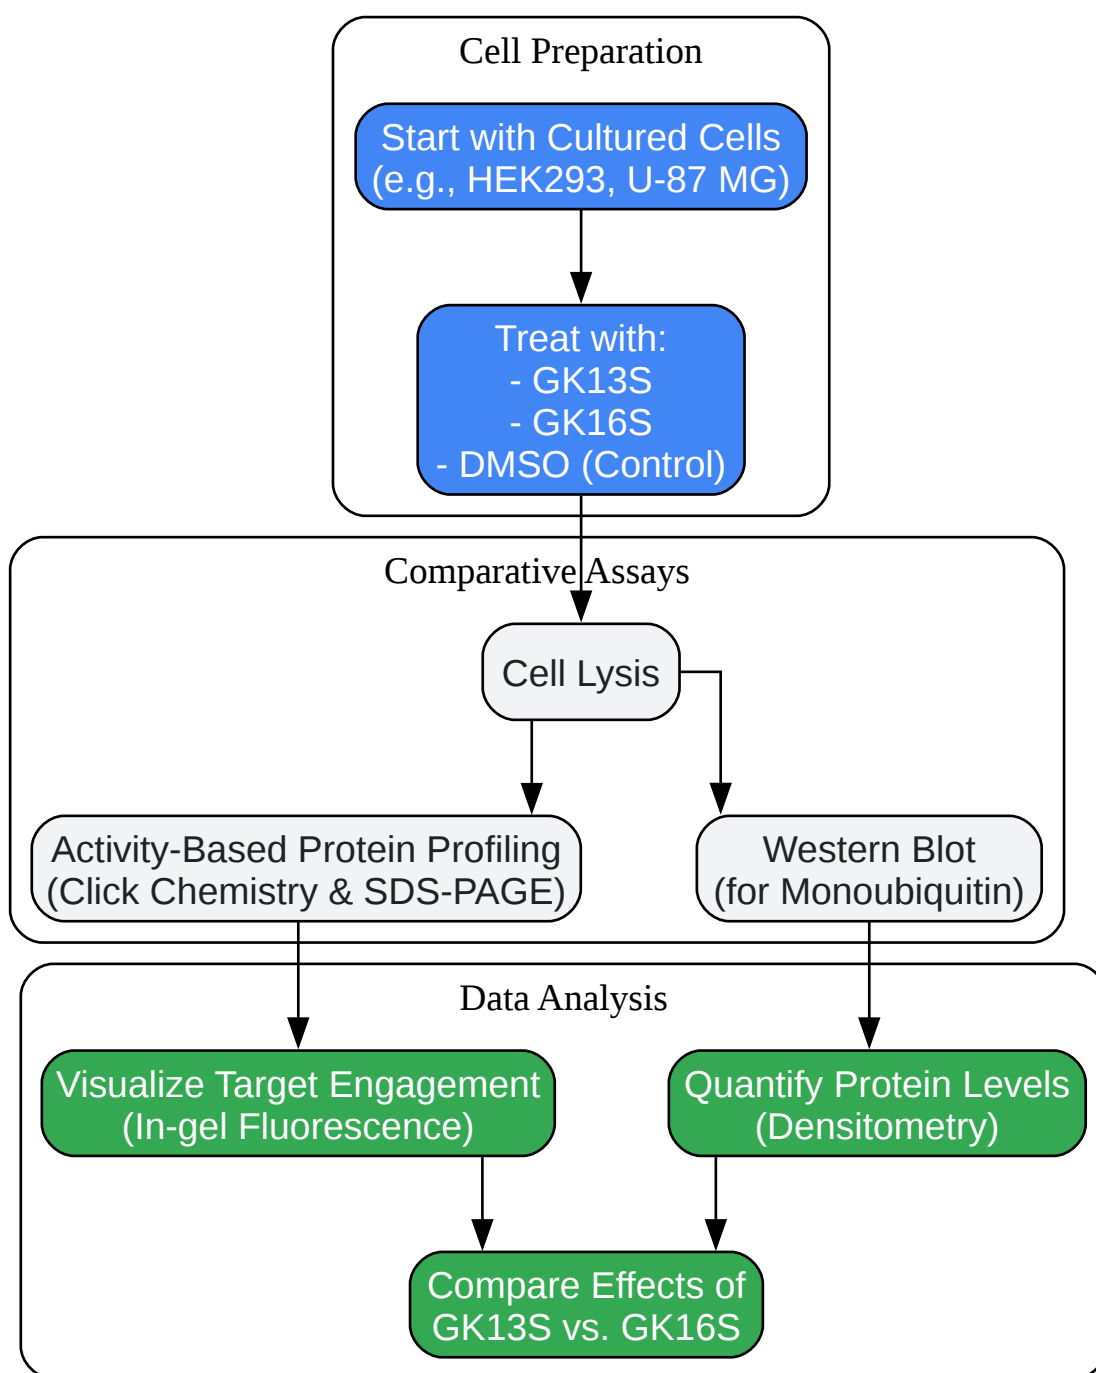 Cell Preparation
Start with Cultured Cells
(e.g., HEK293, U-87 MG)
Treat with:
- GK13S
- GK16S
- DMSO (Control)
Comparative Assays
Cell Lysis
Activity-Based Protein Profiling
(Click Chemistry & SDS-PAGE)
Western Blot
(for Monoubiquitin)
Data Analysis
Visualize Target Engagement
(In-gel Fluorescence)
Quantify Protein Levels
(Densitometry)
Compare Effects of
GK13S vs. GK16S